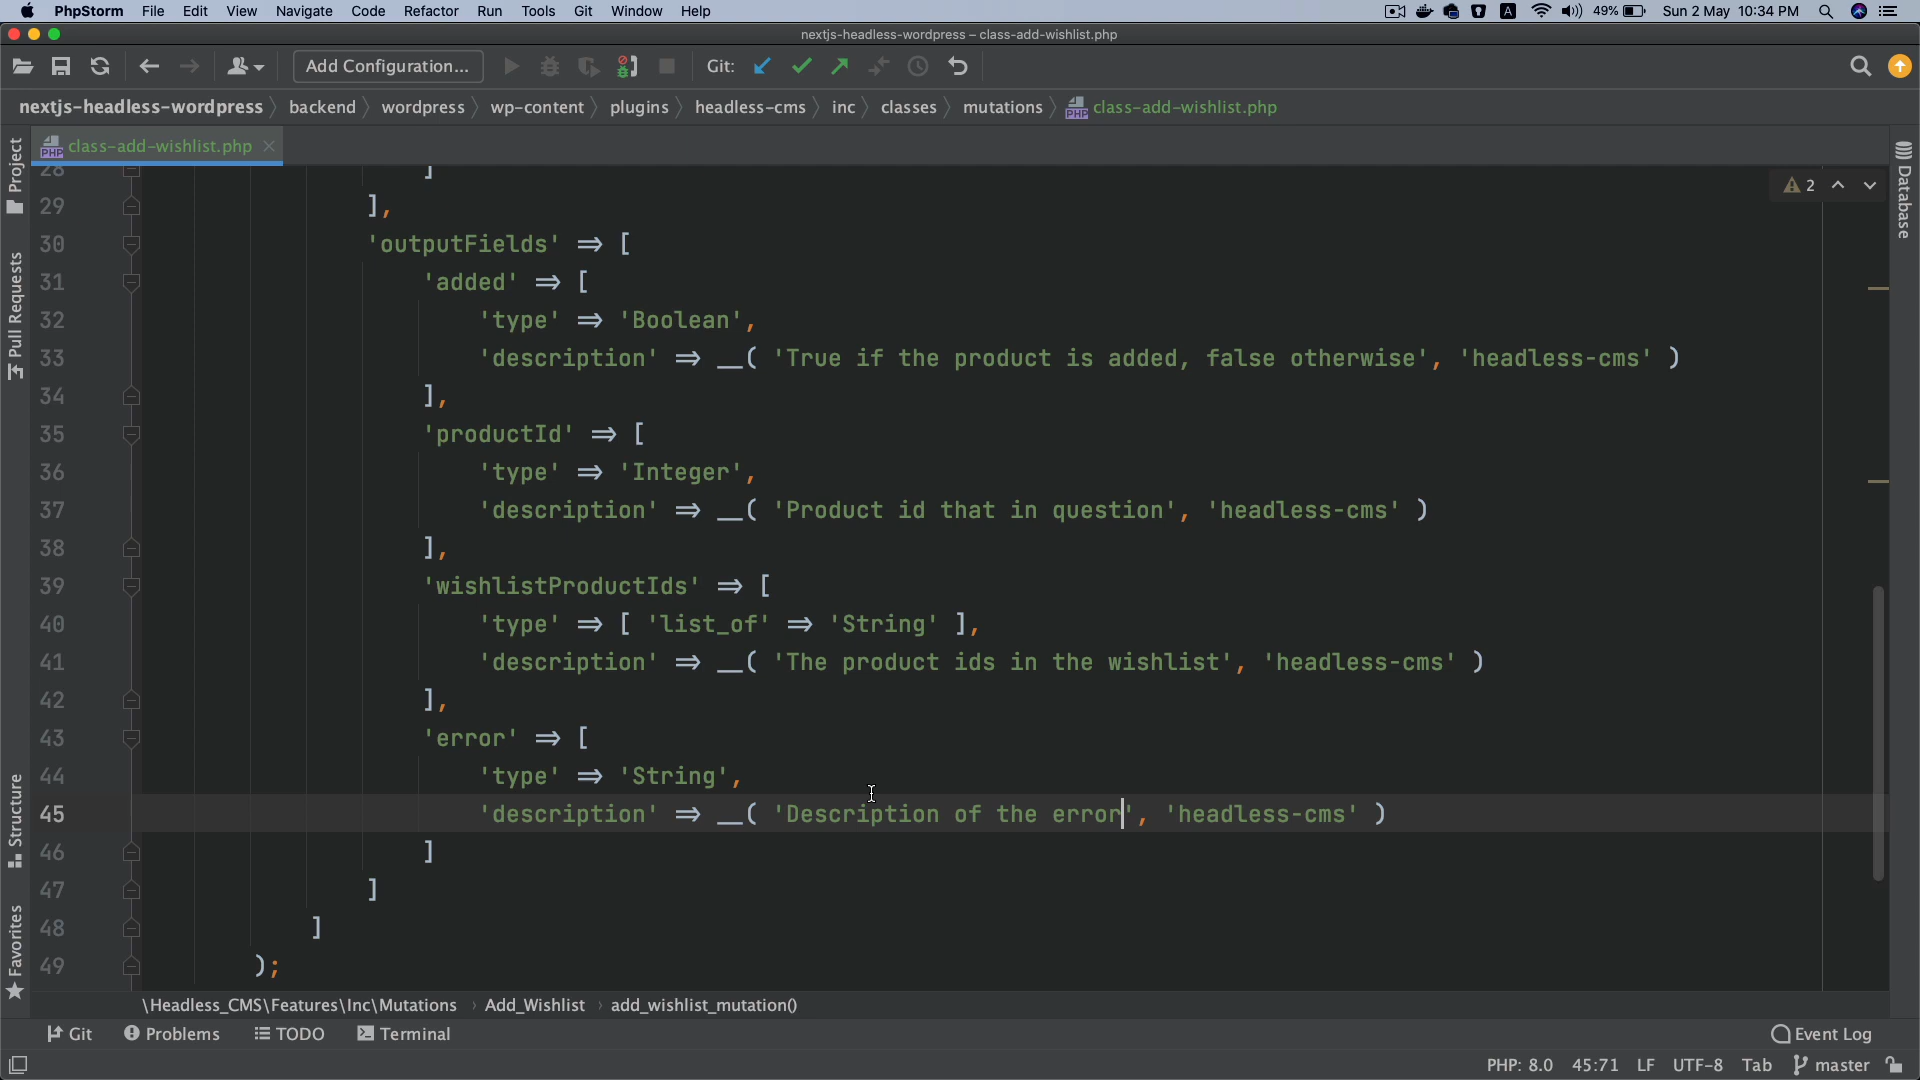 PhpStorm File Edit View Navigate Code Refactor Run Tools Git Window Help A 49% Sun 2 May 10:34 PM
nextjs-headless-wordpress – class-add-wishlist.php
Add Configuration... Git:
nextjs-headless-wordpress backend wordpress wp-content plugins headless-cms inc classes mutations PHP class-add-wishlist.php
PHP class-add-wishlist.php
Project
Pull Requests
Structure
Favorites
Database
2
28 ]
29 ],
30 'outputFields' => [
31 'added' => [
32 'type' => 'Boolean',
33 'description' => __( 'True if the product is added, false otherwise', 'headless-cms' )
34 ],
35 'productId' => [
36 'type' => 'Integer',
37 'description' => __( 'Product id that in question', 'headless-cms' )
38 ],
39 'wishlistProductIds' => [
40 'type' => [ 'list_of' => 'String' ],
41 'description' => __( 'The product ids in the wishlist', 'headless-cms' )
42 ],
43 'error' => [
44 'type' => 'String',
45 'description' => __( 'Description of the error', 'headless-cms' )
46 ]
47 ]
48 ]
49 );
\Headless_CMS\Features\Inc\Mutations › Add_Wishlist › add_wishlist_mutation()
Git Problems TODO Terminal Event Log
PHP: 8.0 45:71 LF UTF-8 Tab master